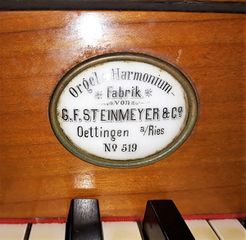 Orgel & Harmonium-
* Fabrik *
- von -
G.F. STEINMEYER & Co
Oettingen a/Ries
No 519